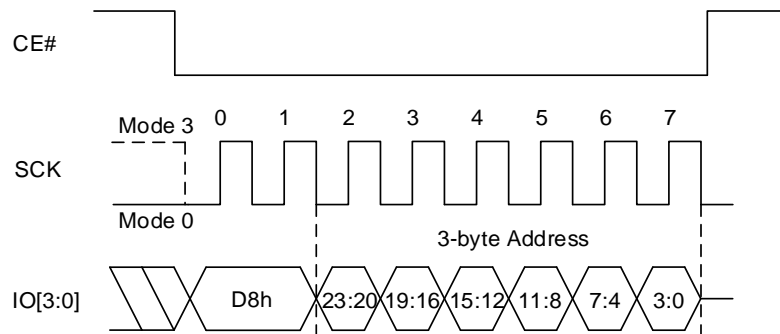 CE#
Mode 3 0 1 2 3 4 5 6 7
SCK
Mode 0
3-byte Address
IO[3:0] D8h 23:20 19:16 15:12 11:8 7:4 3:0